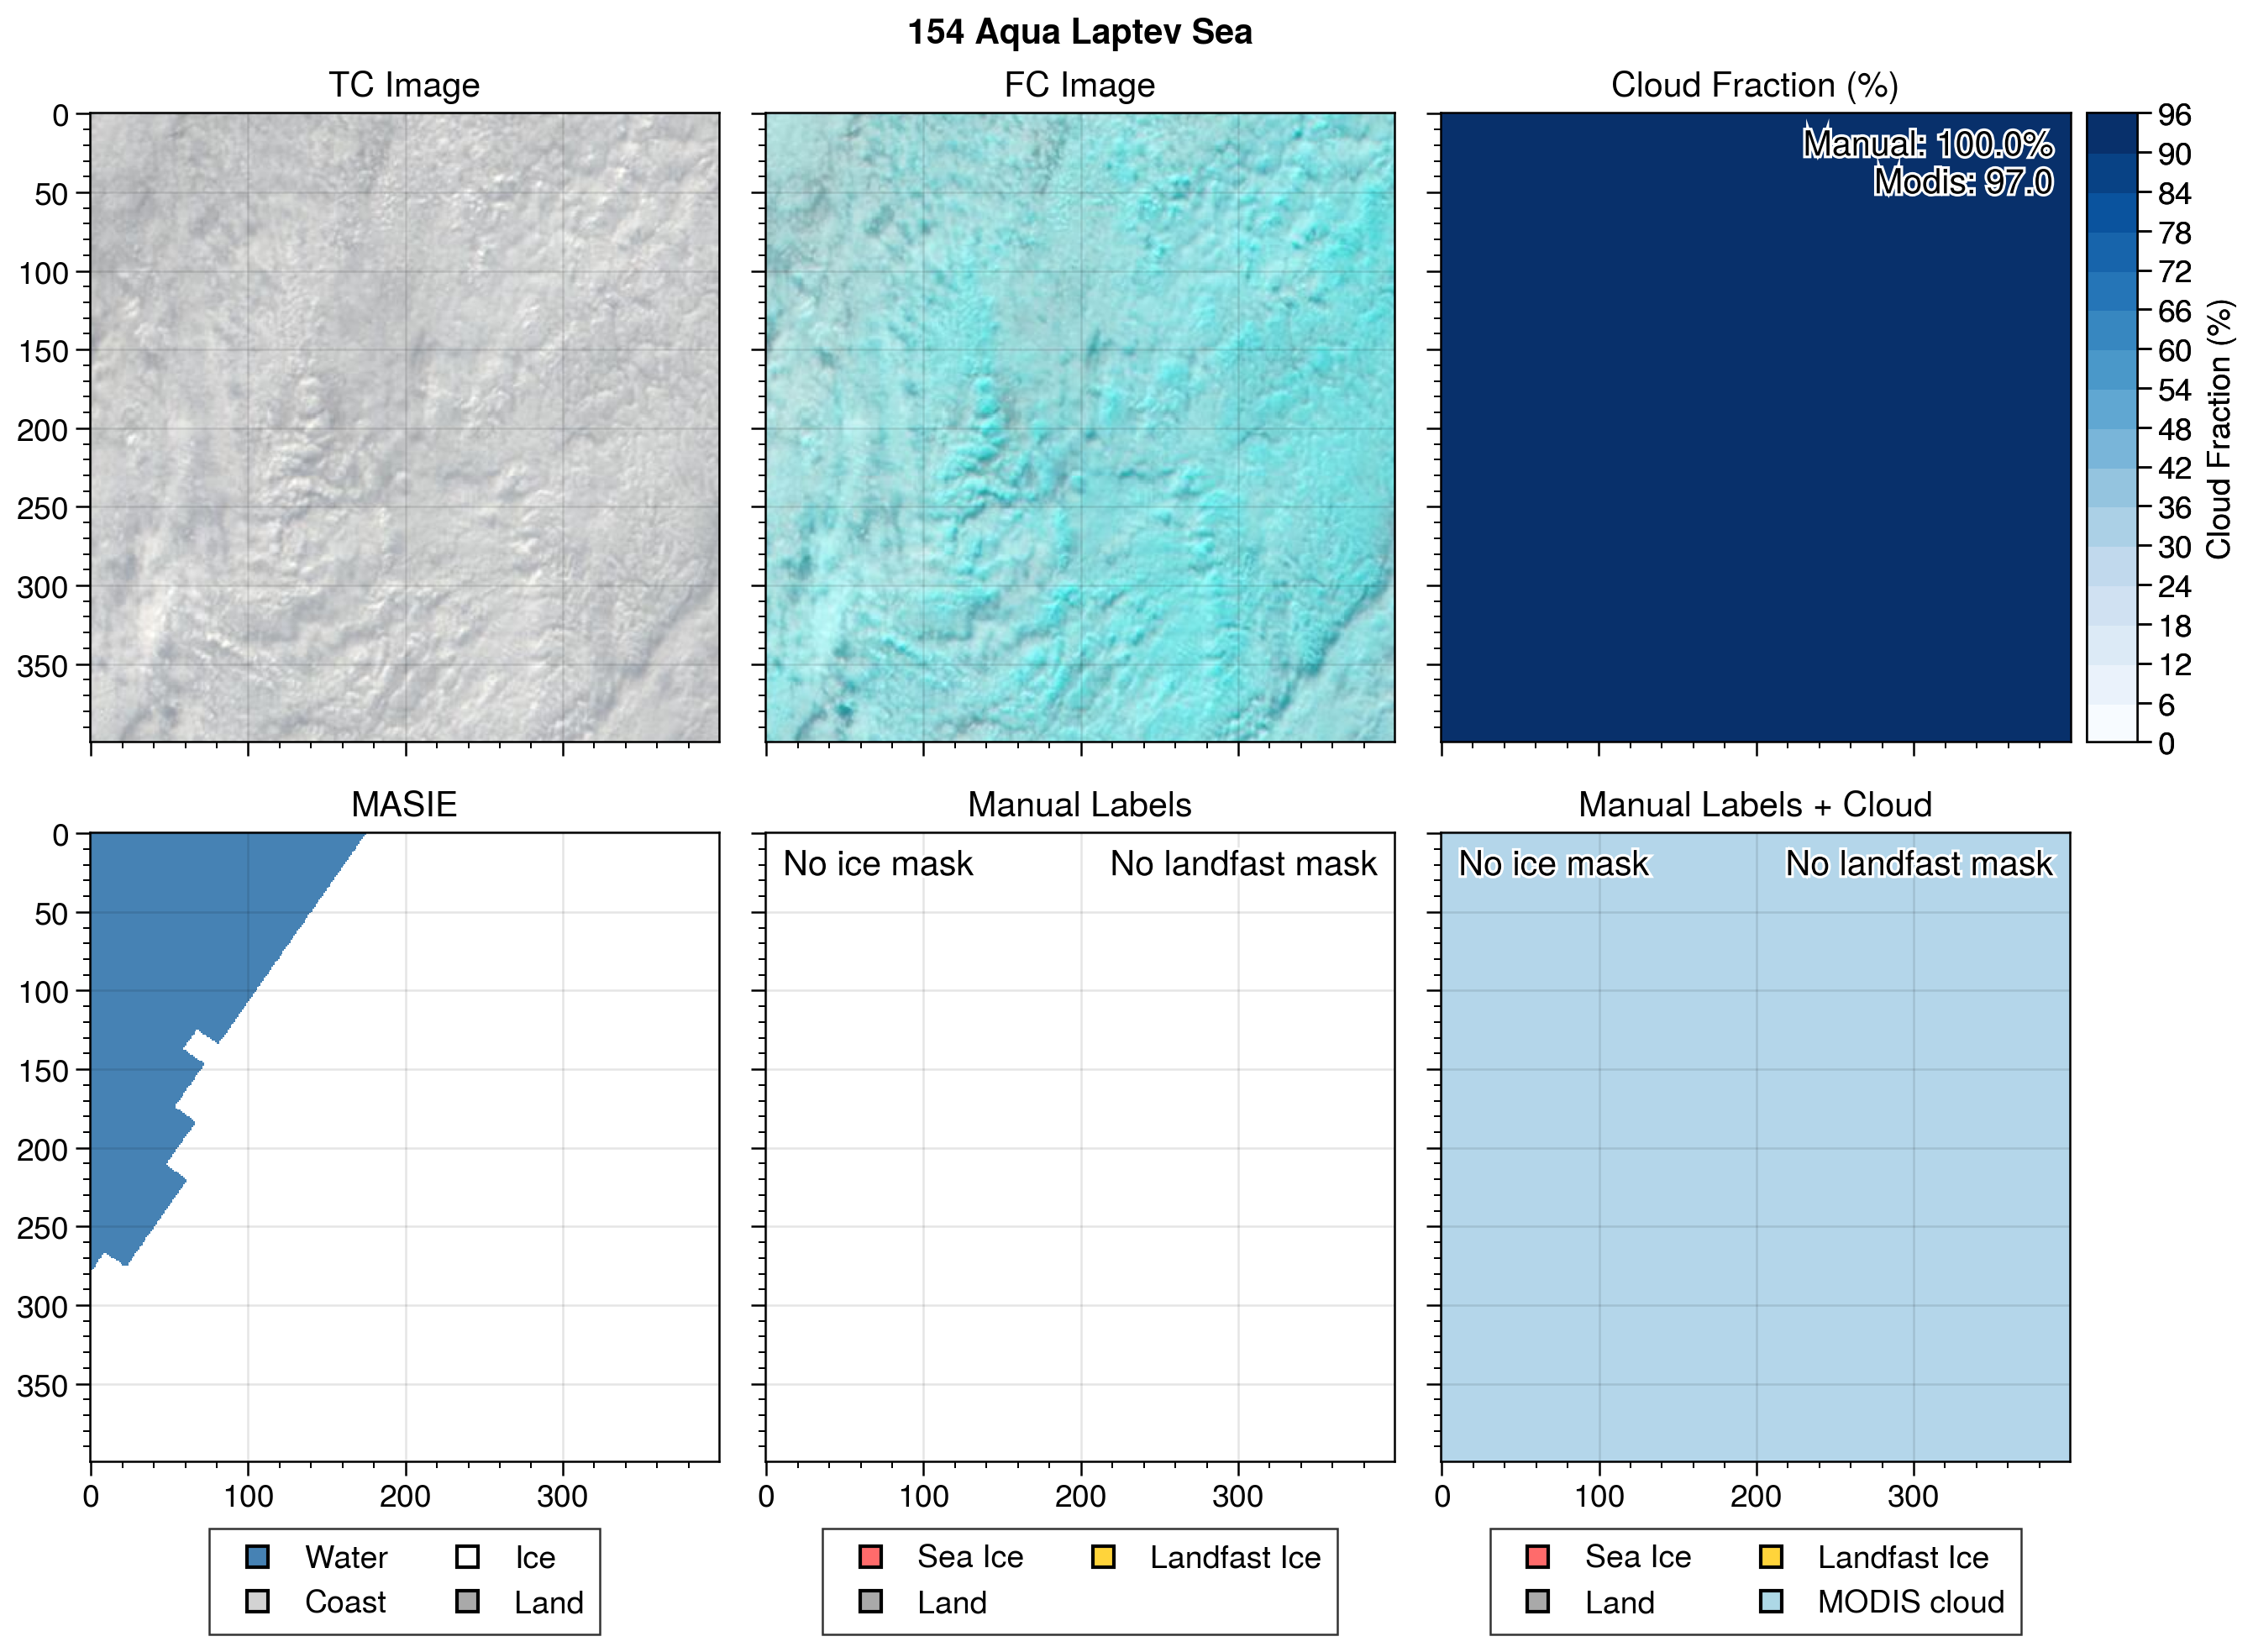 154 Aqua Laptev Sea
TC Image
FC Image
Cloud Fraction (%)
0
50
100
150
200
250
300
350
Manual: 100.0%
Modis: 97.0
96
90
84
78
72
66
60
54
48
42
36
30
24
18
12
6
0
Cloud Fraction (%)
MASIE
Manual Labels
Manual Labels + Cloud
0
50
100
150
200
250
300
350
No ice mask
No landfast mask
No ice mask
No landfast mask
0 100 200 300
0 100 200 300
0 100 200 300
Water
Ice
Coast
Land
Sea Ice
Landfast Ice
Land
Sea Ice
Landfast Ice
Land
MODIS cloud